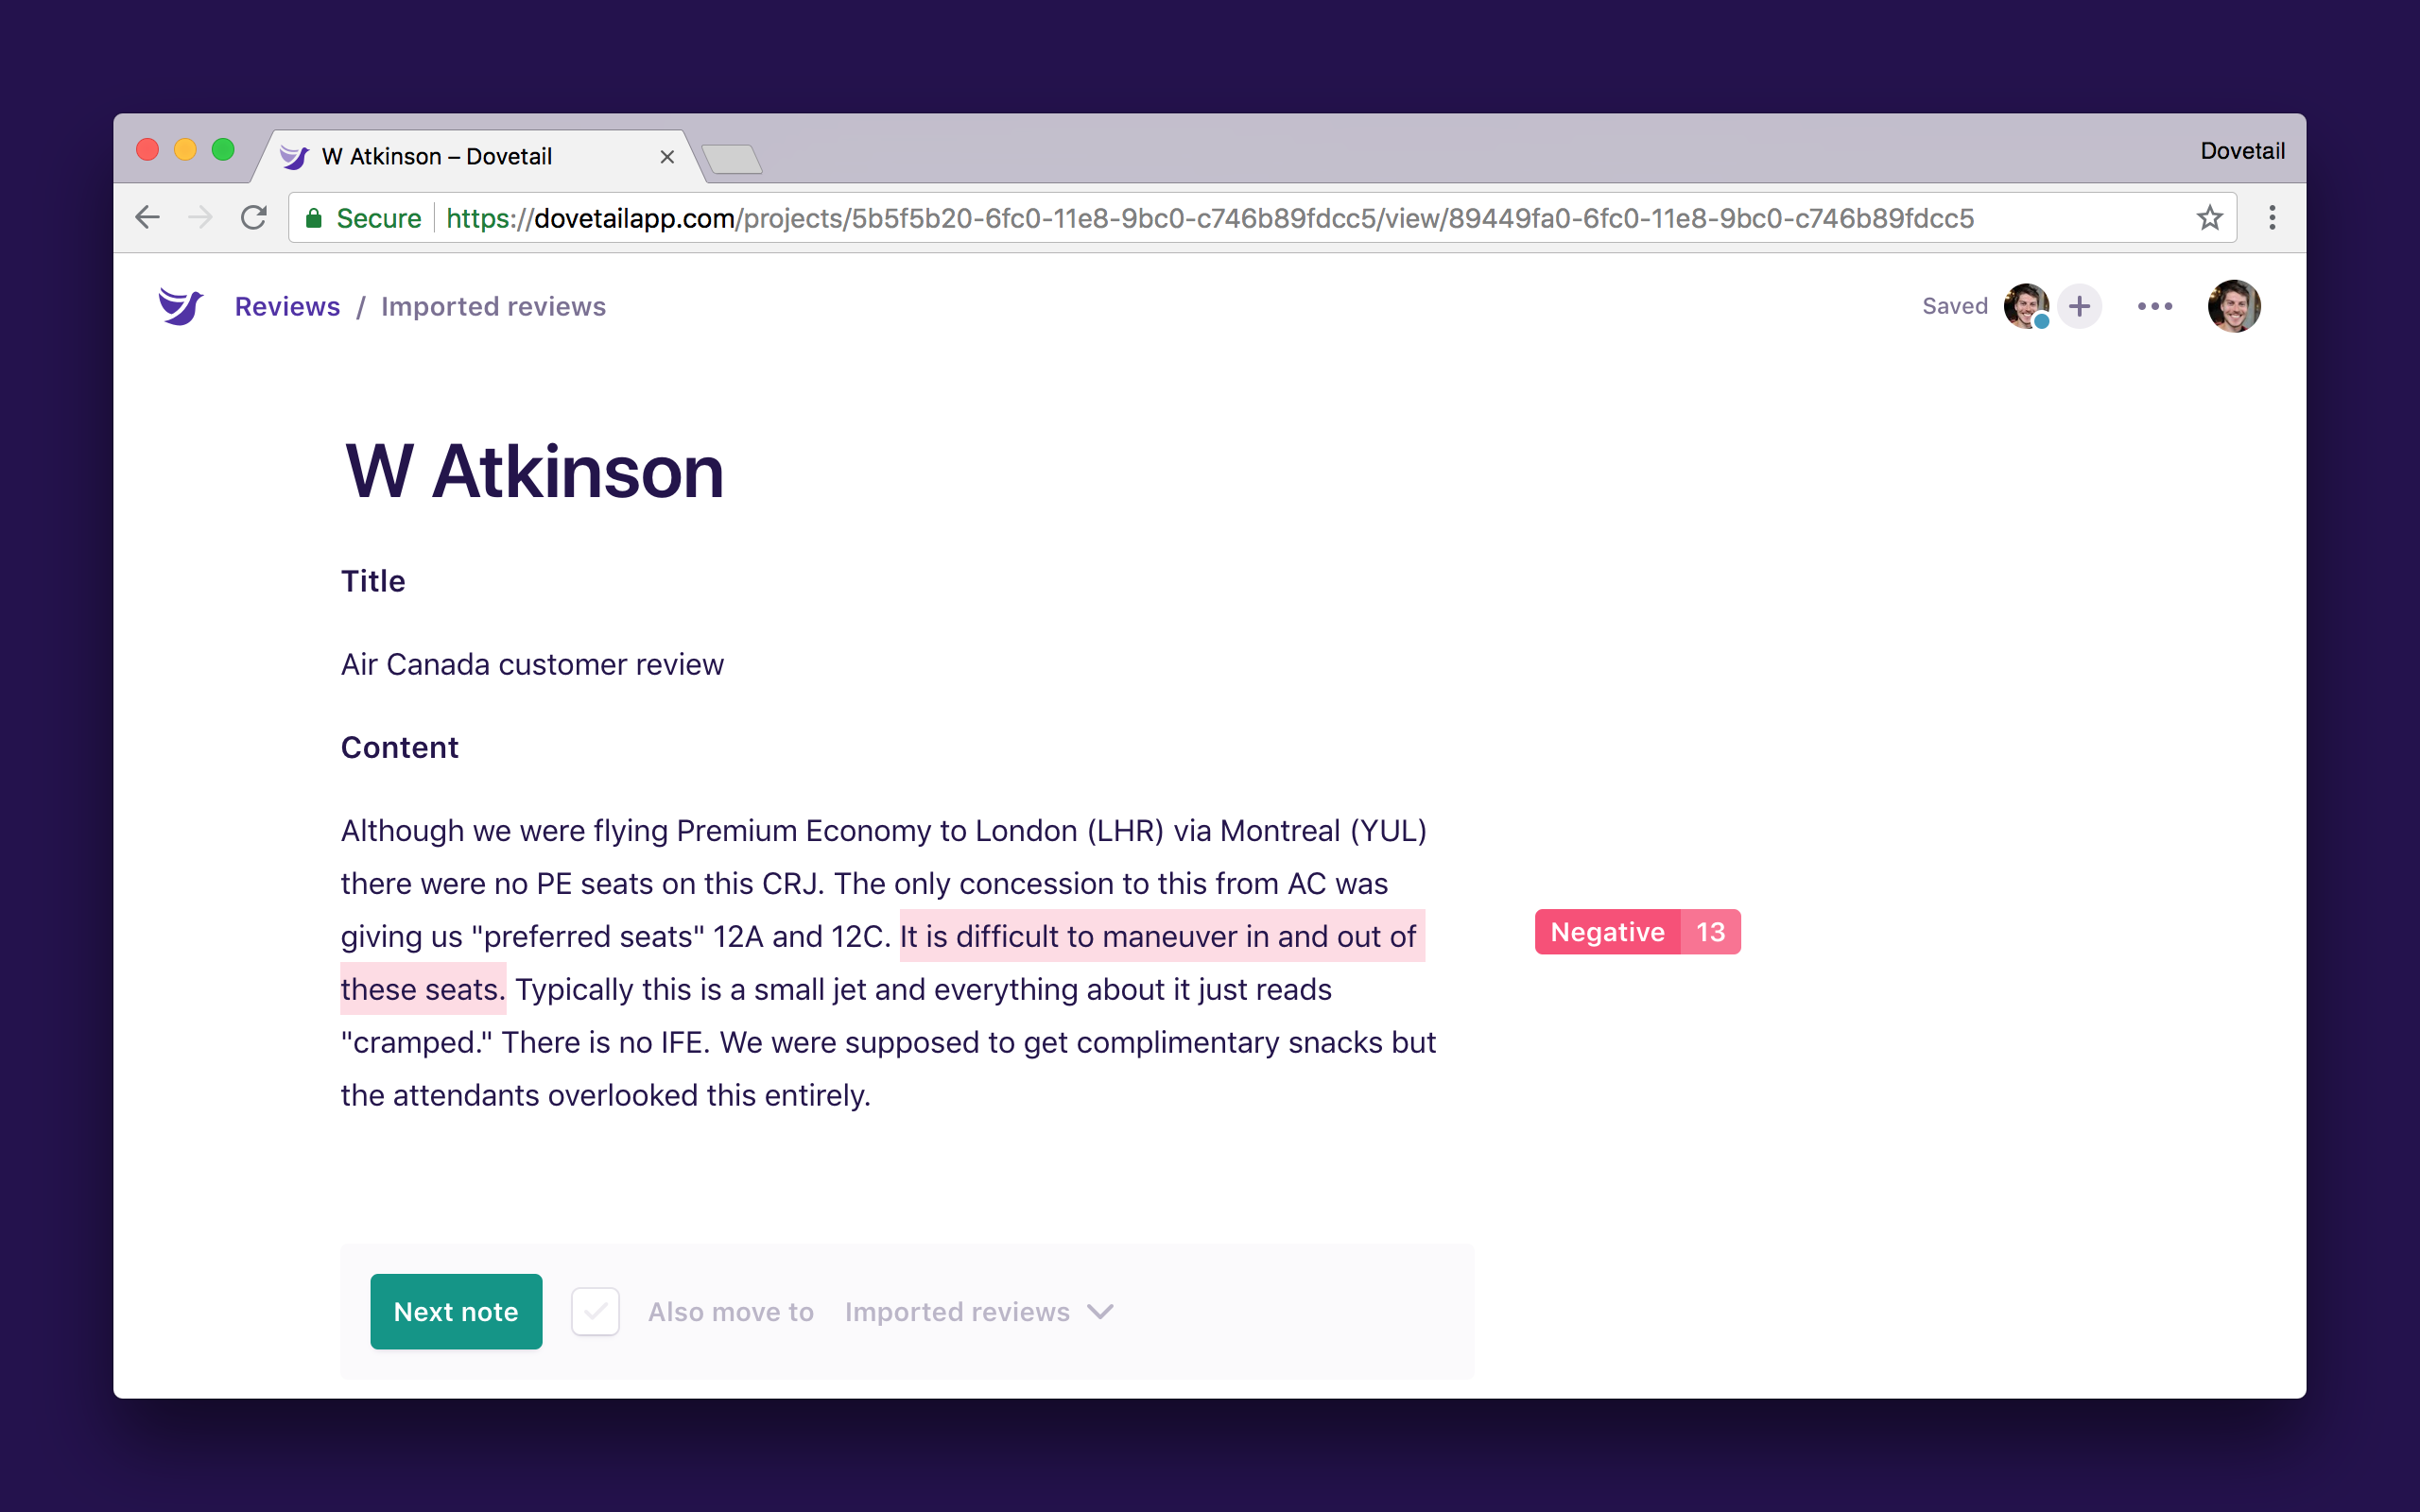 W Atkinson – Dovetail
Dovetail
Secure https://dovetailapp.com/projects/5b5f5b20-6fc0-11e8-9bc0-c746b89fdcc5/view/89449fa0-6fc0-11e8-9bc0-c746b89fdcc5
Reviews / Imported reviews
Saved
W Atkinson
Title
Air Canada customer review
Content
Although we were flying Premium Economy to London (LHR) via Montreal (YUL)
there were no PE seats on this CRJ. The only concession to this from AC was
giving us "preferred seats" 12A and 12C. It is difficult to maneuver in and out of
these seats. Typically this is a small jet and everything about it just reads
"cramped." There is no IFE. We were supposed to get complimentary snacks but
the attendants overlooked this entirely.
Negative 13
Next note Also move to Imported reviews